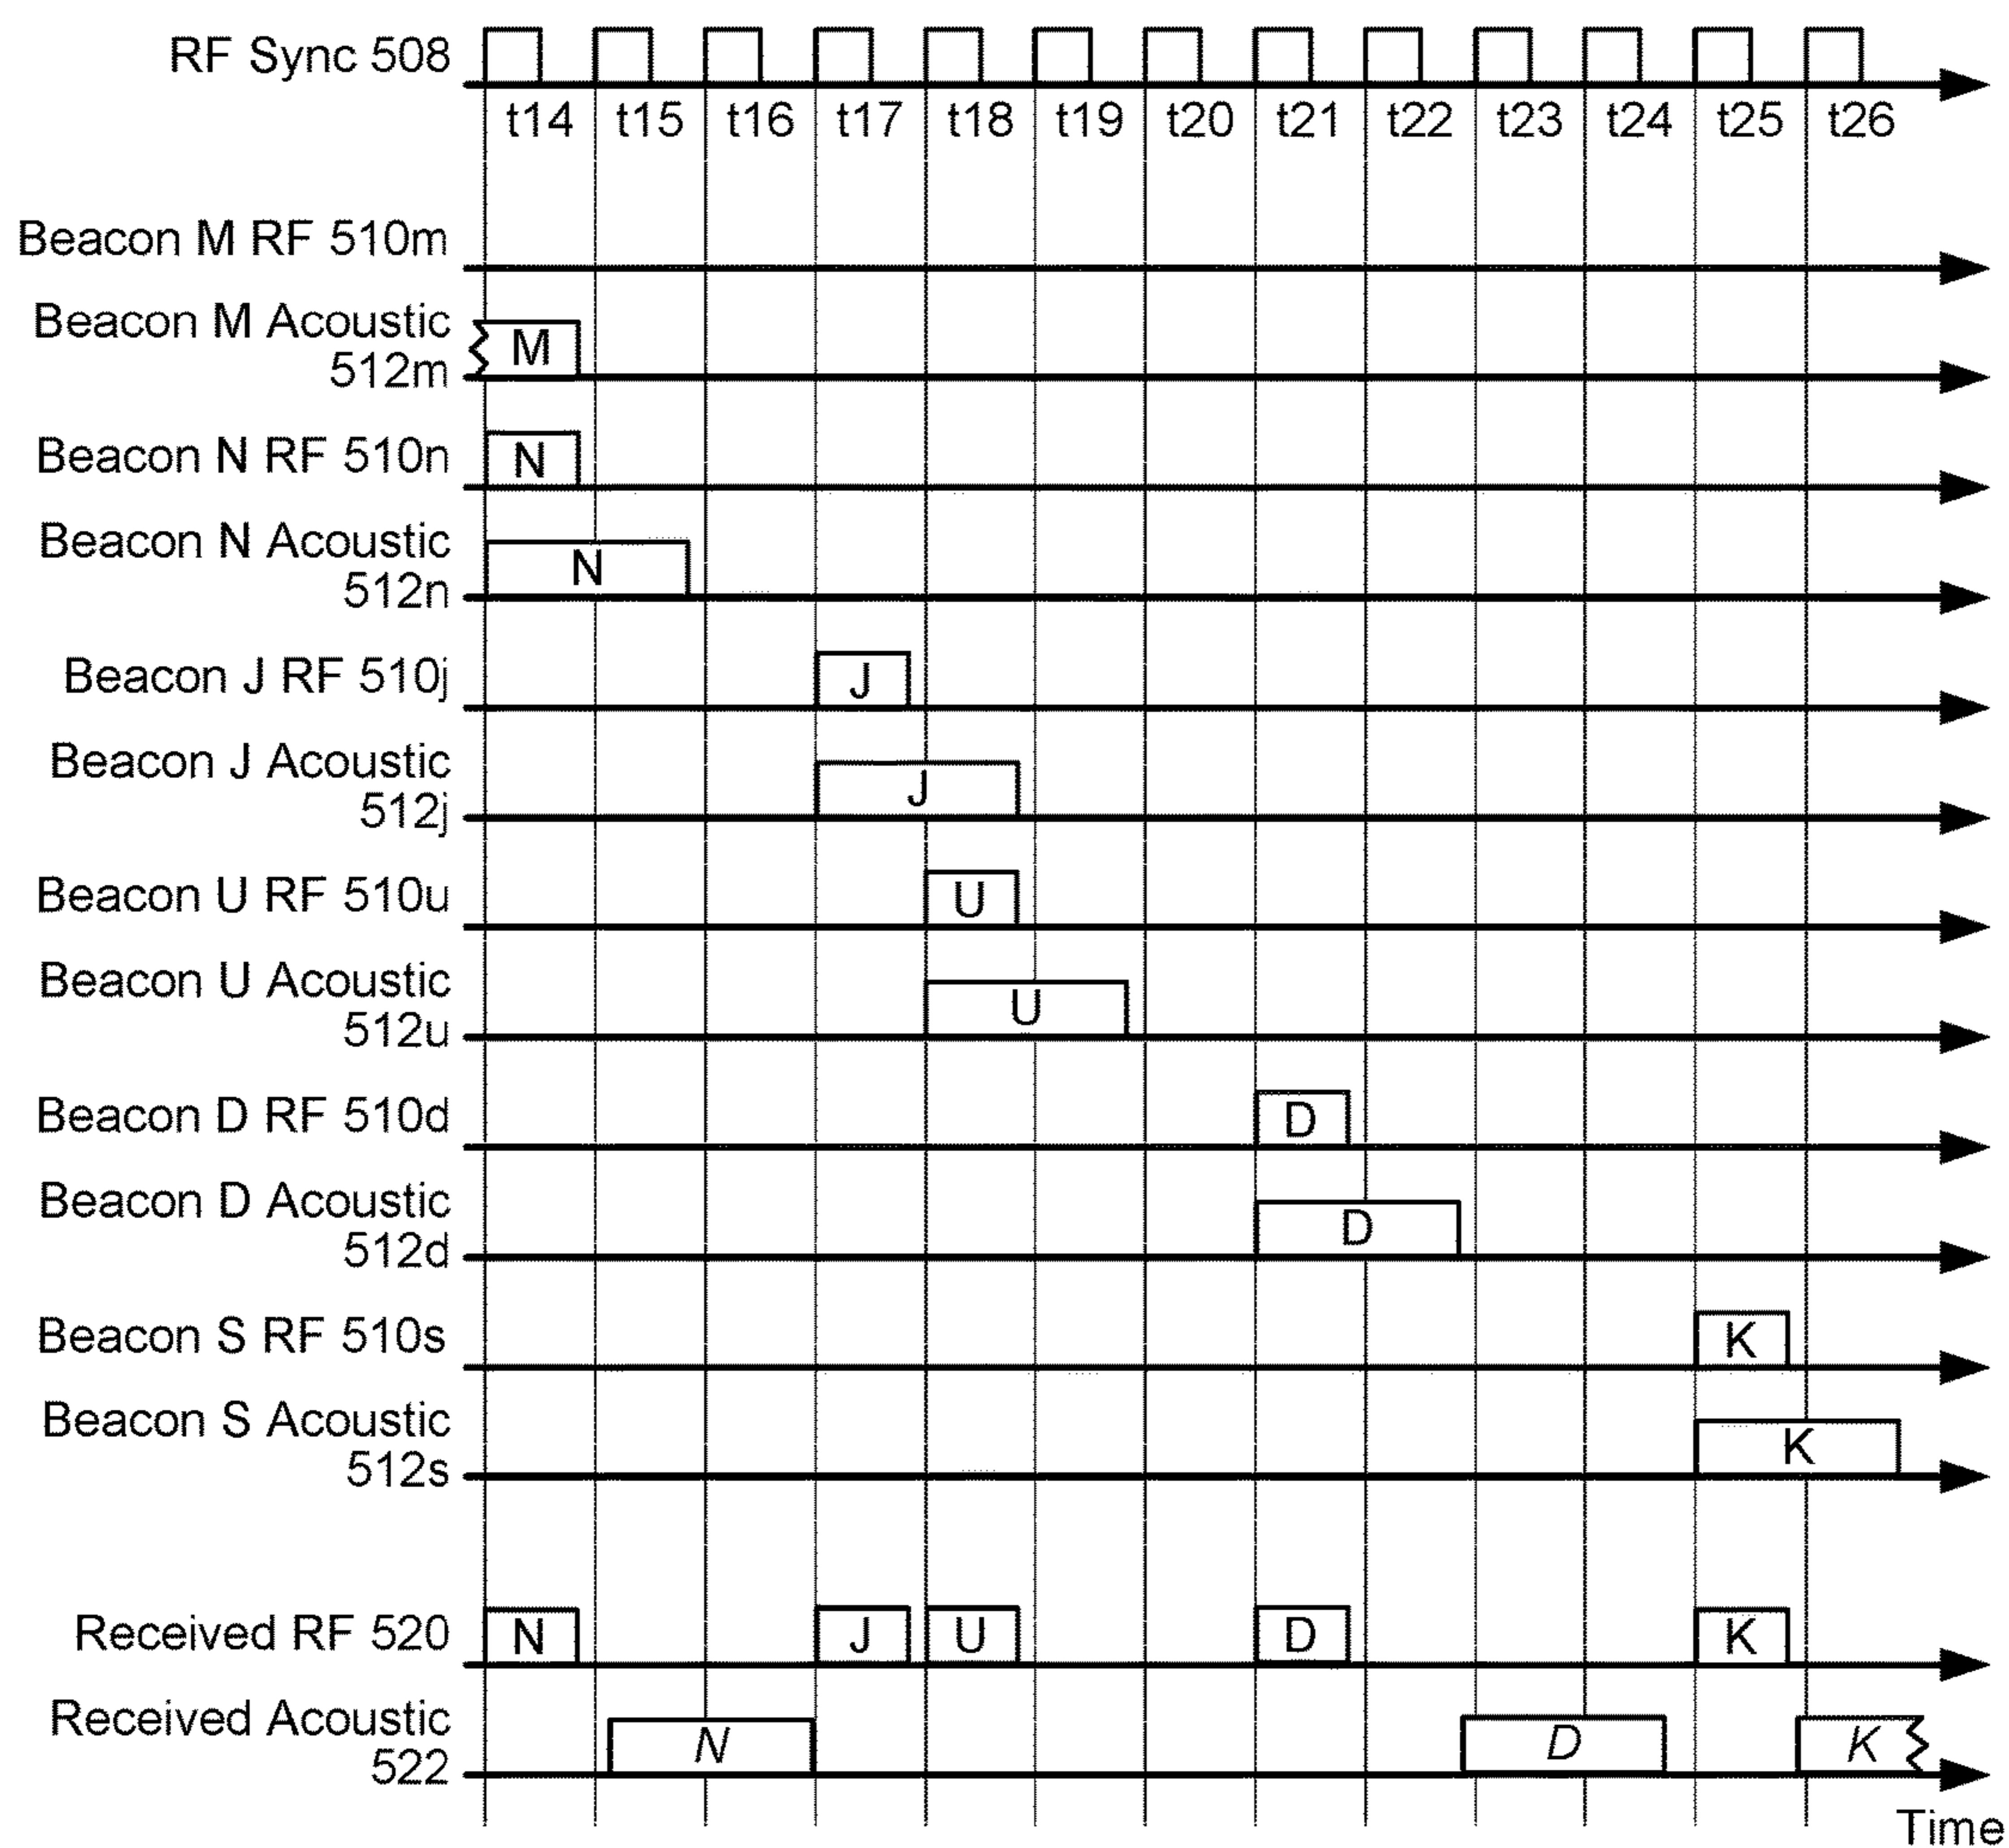 RF Sync 508
t14 t15 t16 t17 t18 t19 t20 t21 t22 t23 t24 t25 t26
Beacon M RF 510m
Beacon M Acoustic
512m
M
Beacon N RF 510n
N
Beacon N Acoustic
512n
N
Beacon J RF 510j
J
Beacon J Acoustic
512j
J
Beacon U RF 510u
U
Beacon U Acoustic
512u
U
Beacon D RF 510d
D
Beacon D Acoustic
512d
D
Beacon S RF 510s
K
Beacon S Acoustic
512s
K
Received RF 520
N J U D K
Received Acoustic
522
N D K
Time